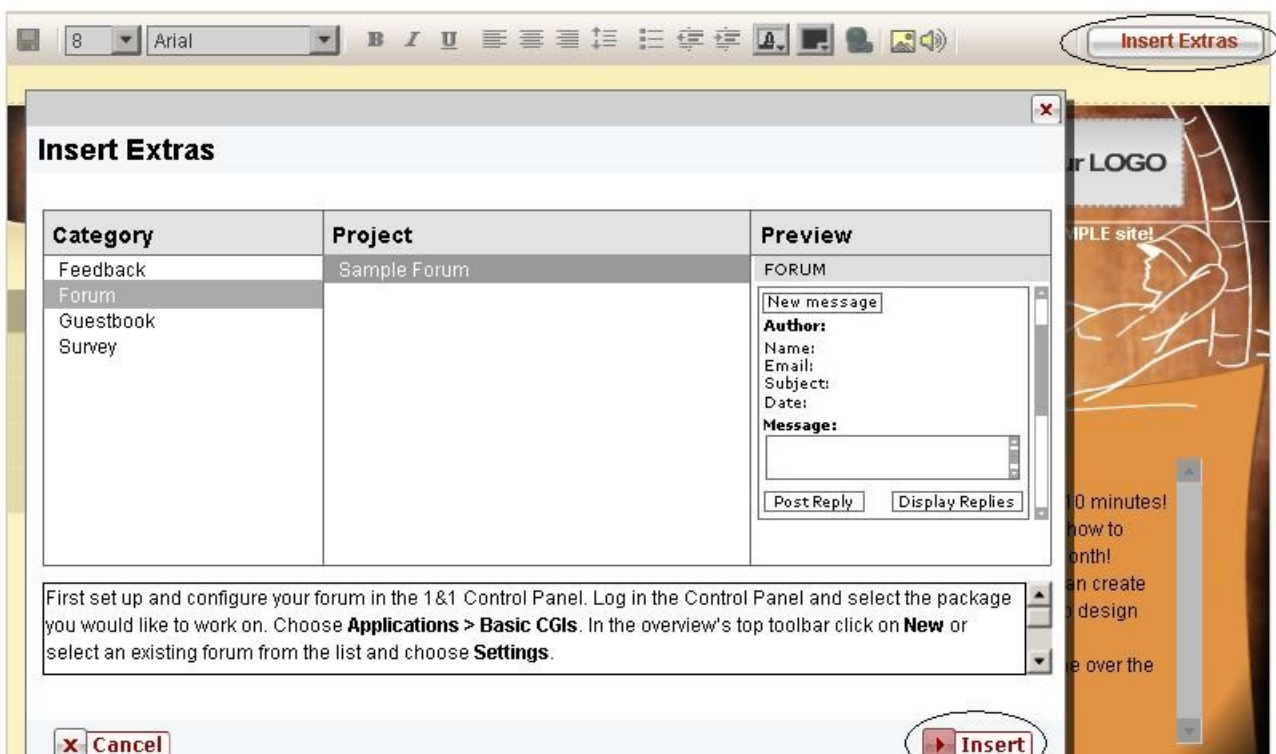 8 Arial B I U Insert Extras
x
Insert Extras
ur LOGO
Category Project Preview
MPLE site!
Feedback Sample Forum FORUM
Forum
Guestbook
Survey
New message
Author:
Name:
Email:
Subject:
Date:
Message:
Post Reply Display Replies
10 minutes!
how to
onth!
an create
design
e over the
First set up and configure your forum in the 1&1 Control Panel. Log in the Control Panel and select the package
you would like to work on. Choose Applications > Basic CGIs. In the overview's top toolbar click on New or
select an existing forum from the list and choose Settings.
x Cancel Insert